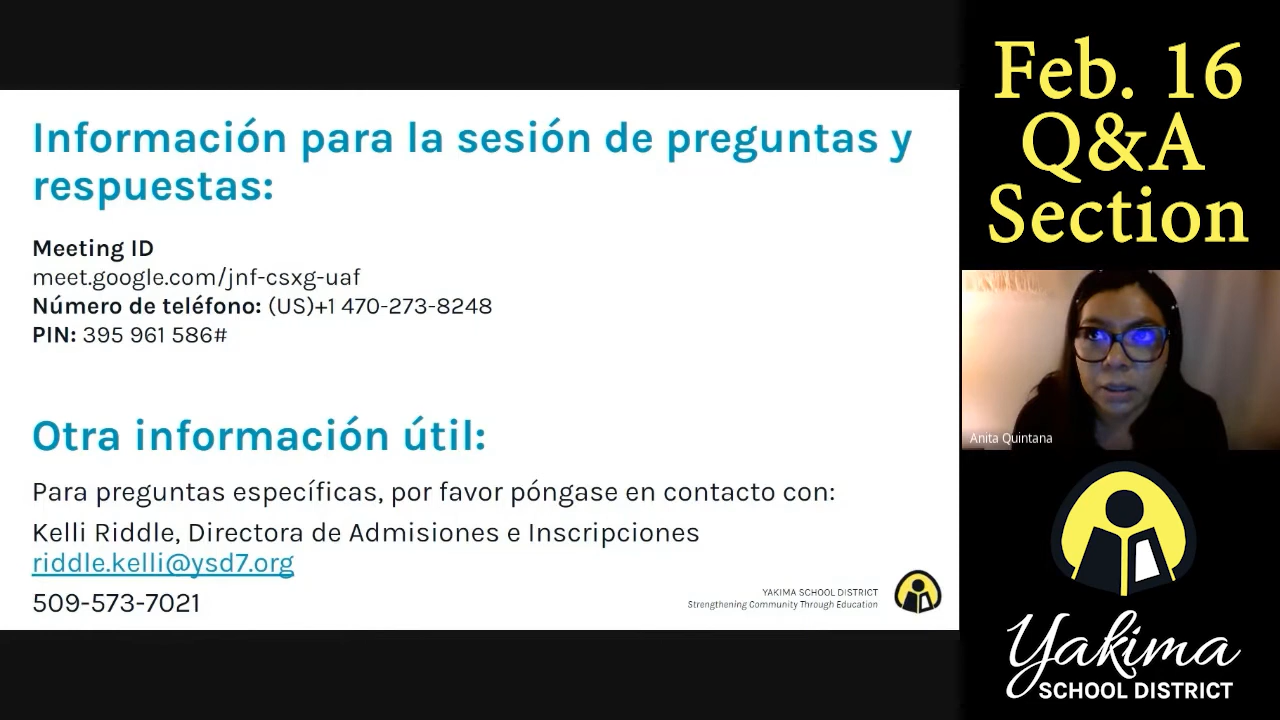 Información para la sesión de preguntas y
respuestas:
Meeting ID
meet.google.com/jnf-csxg-uaf
Número de teléfono: (US)+1 470-273-8248
PIN: 395 961 586#
Otra información útil:
Para preguntas específicas, por favor póngase en contacto con:
Kelli Riddle, Directora de Admisiones e Inscripciones
riddle.kelli@ysd7.org
509-573-7021
YAKIMA SCHOOL DISTRICT
Strengthening Community Through Education
Feb. 16
Q&A
Section
Anita Quintana
Yakima
SCHOOL DISTRICT